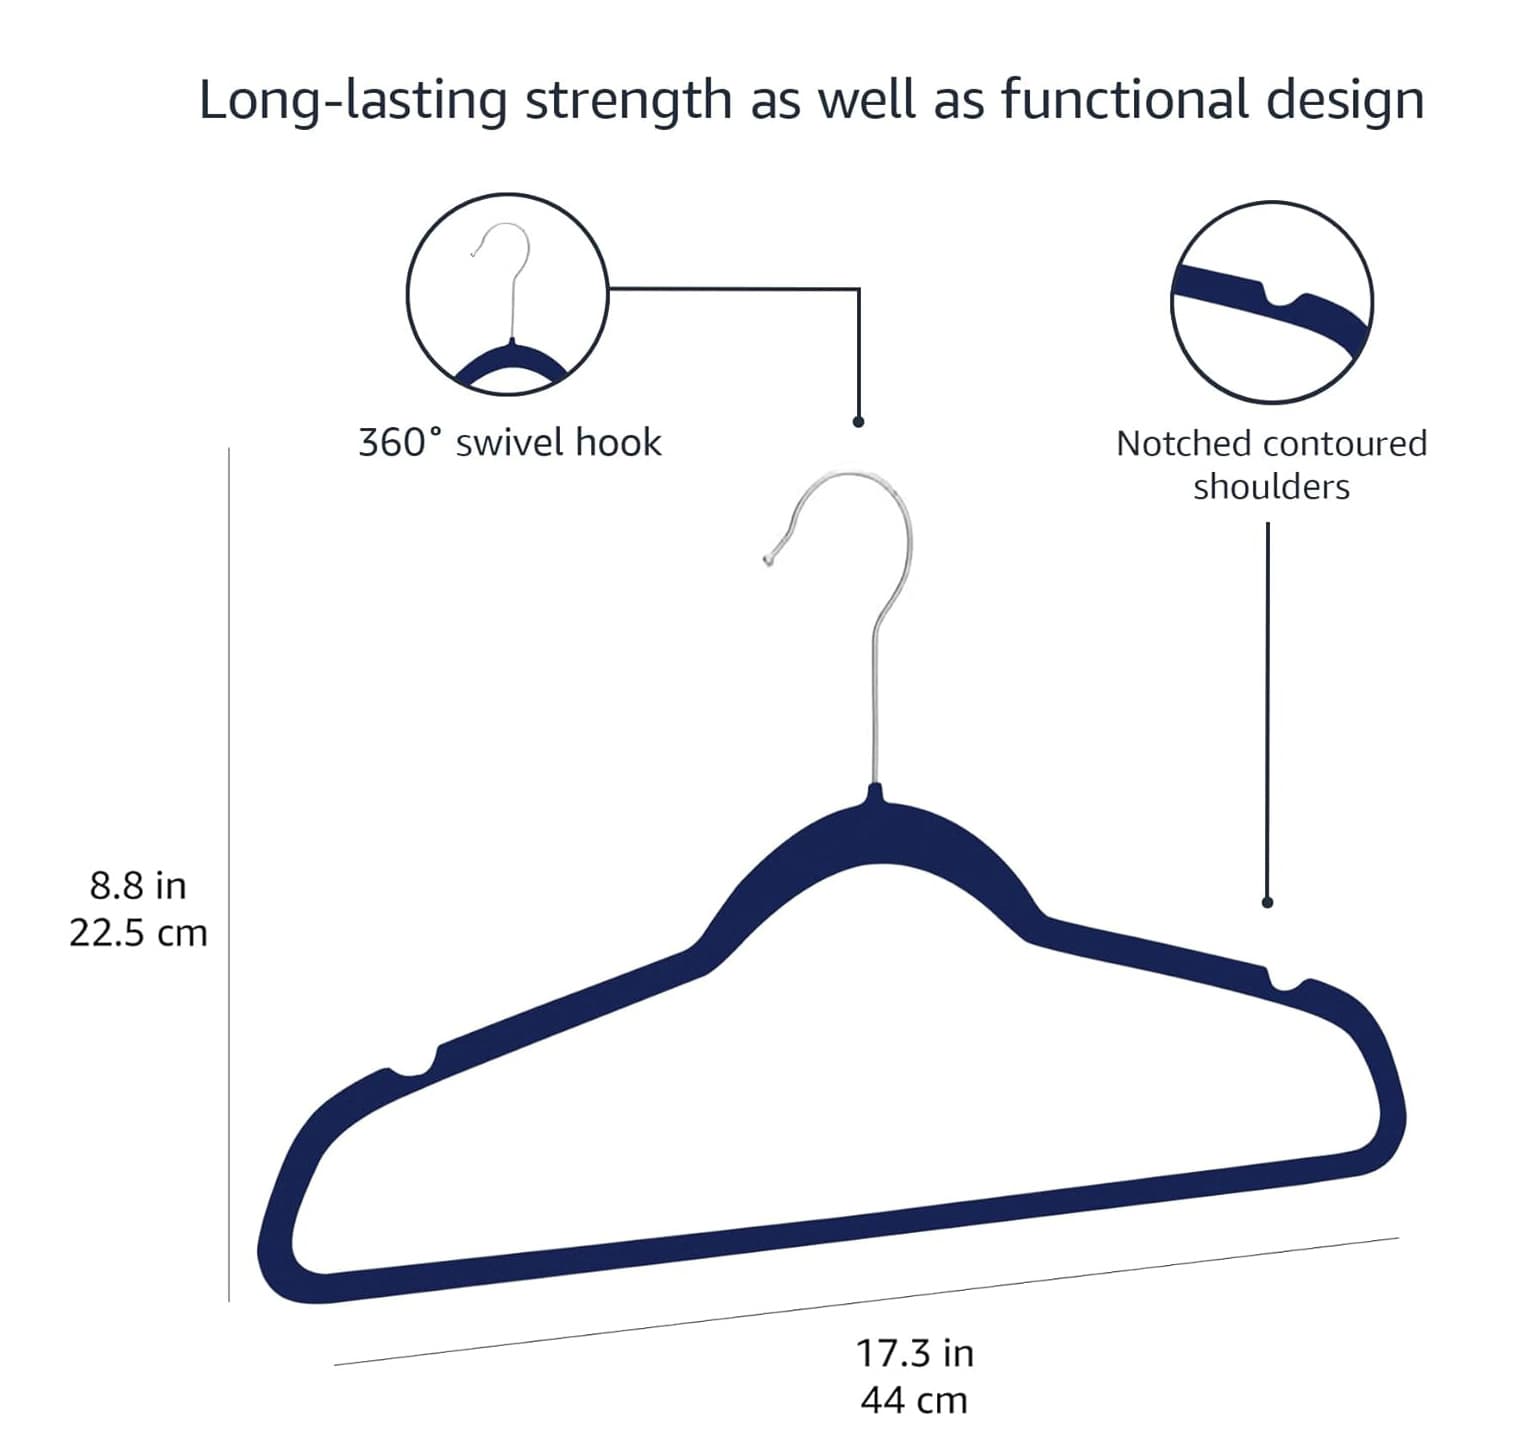 Long-lasting strength as well as functional design
360° swivel hook
Notched contoured
shoulders
8.8 in
22.5 cm
17.3 in
44 cm